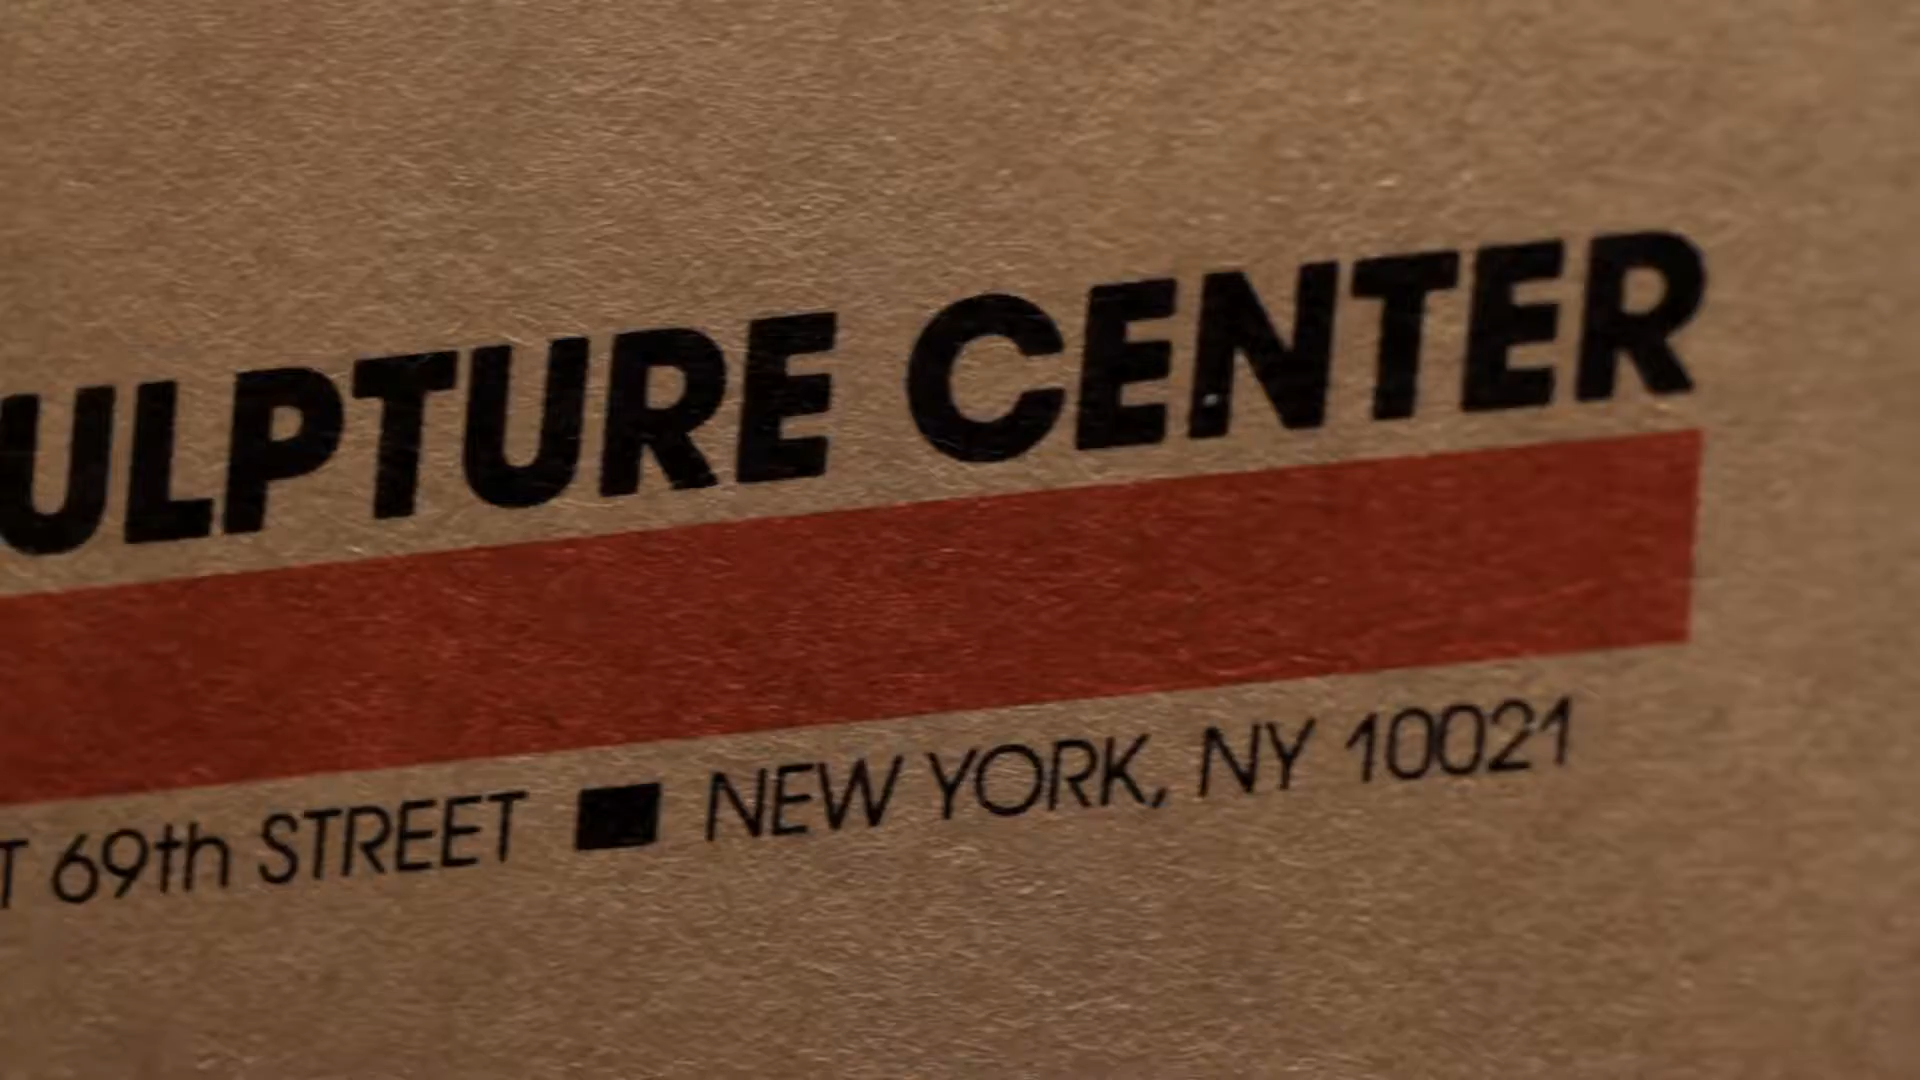 ULPTURE CENTER
T 69th STREET ■ NEW YORK, NY 10021